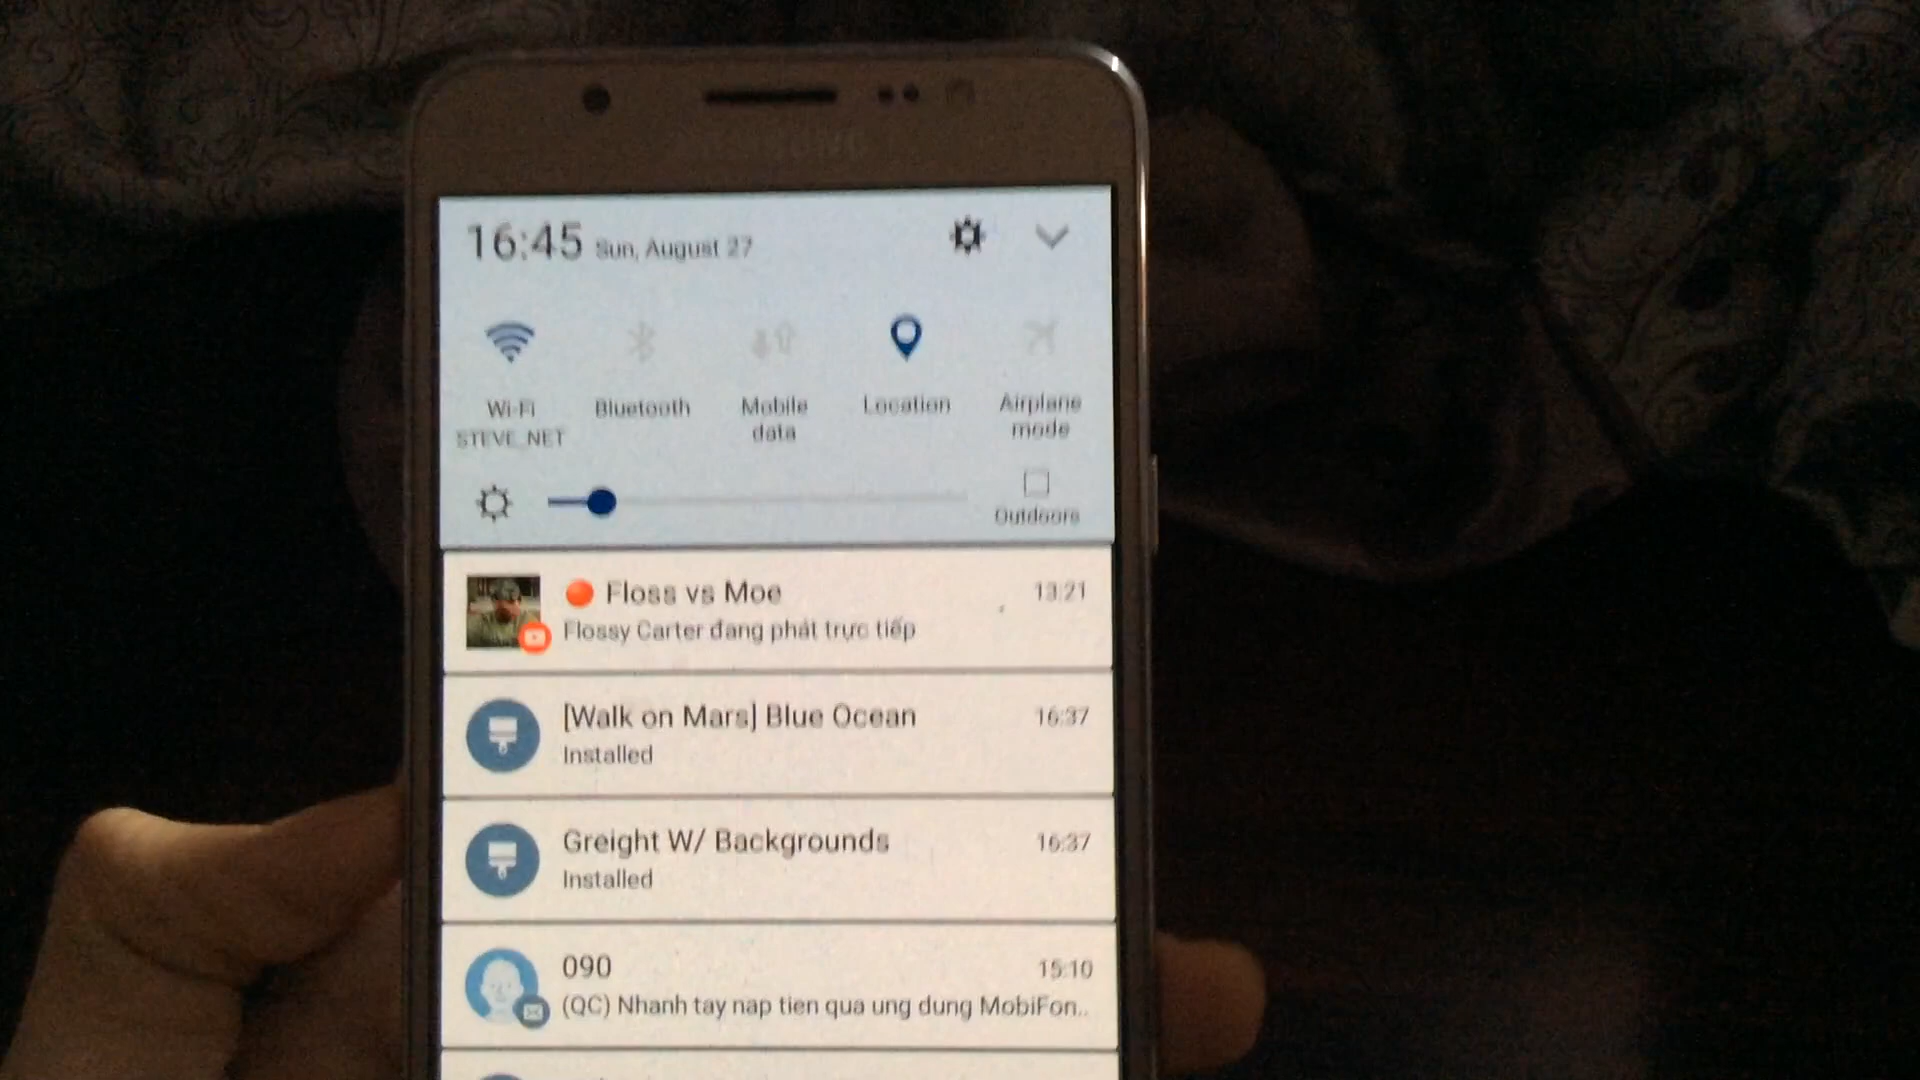 SAMSUNG
16:45 Sun, August 27
Wi-Fi
STEVE_NET
Bluetooth
Mobile
data
Location
Airplane
mode
Outdoors
Floss vs Moe 13:21
Flossy Carter đang phát trực tiếp
[Walk on Mars] Blue Ocean 16:37
Installed
Greight W/ Backgrounds 16:37
Installed
090 15:10
(QC) Nhanh tay nap tien qua ung dung MobiFon..